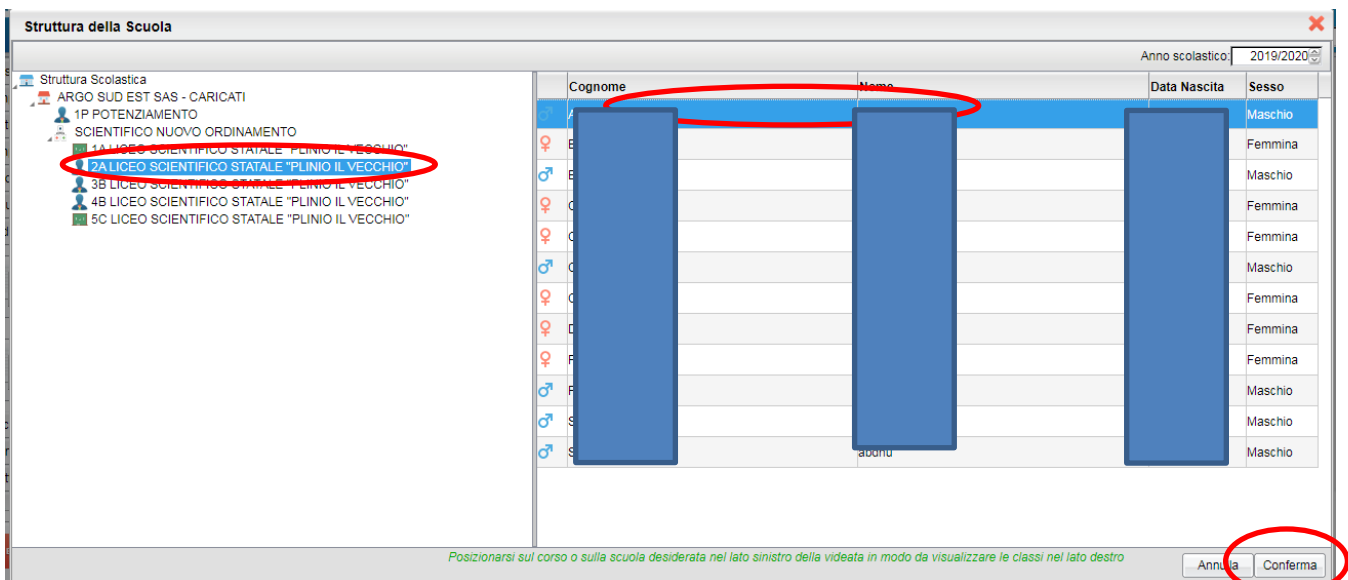 Struttura della Scuola
Anno scolastico: 2019/2020
Struttura Scolastica
ARGO SUD EST SAS - CARICATI
1P POTENZIAMENTO
SCIENTIFICO NUOVO ORDINAMENTO
1A LICEO SCIENTIFICO STATALE "PLINIO IL VECCHIO"
2A LICEO SCIENTIFICO STATALE "PLINIO IL VECCHIO"
3B LICEO SCIENTIFICO STATALE "PLINIO IL VECCHIO"
4B LICEO SCIENTIFICO STATALE "PLINIO IL VECCHIO"
5C LICEO SCIENTIFICO STATALE "PLINIO IL VECCHIO"
Cognome Nome Data Nascita Sesso
Maschio
Femmina
Maschio
Femmina
Femmina
Maschio
Femmina
Femmina
Femmina
Maschio
Maschio
Maschio
Posizionarsi sul corso o sulla scuola desiderata nel lato sinistro della videata in modo da visualizzare le classi nel lato destro
Annulla Conferma